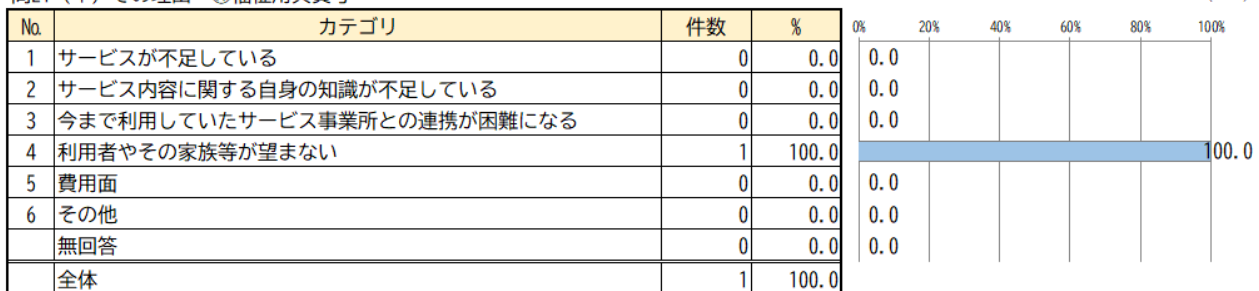 No. カテゴリ 件数 % 0% 20% 40% 60% 80% 100%
1 サービスが不足している 0 0.0 0.0
2 サービス内容に関する自身の知識が不足している 0 0.0 0.0
3 今まで利用していたサービス事業所との連携が困難になる 0 0.0 0.0
4 利用者やその家族等が望まない 1 100.0 100.0
5 費用面 0 0.0 0.0
6 その他 0 0.0 0.0
無回答 0 0.0 0.0
全体 1 100.0